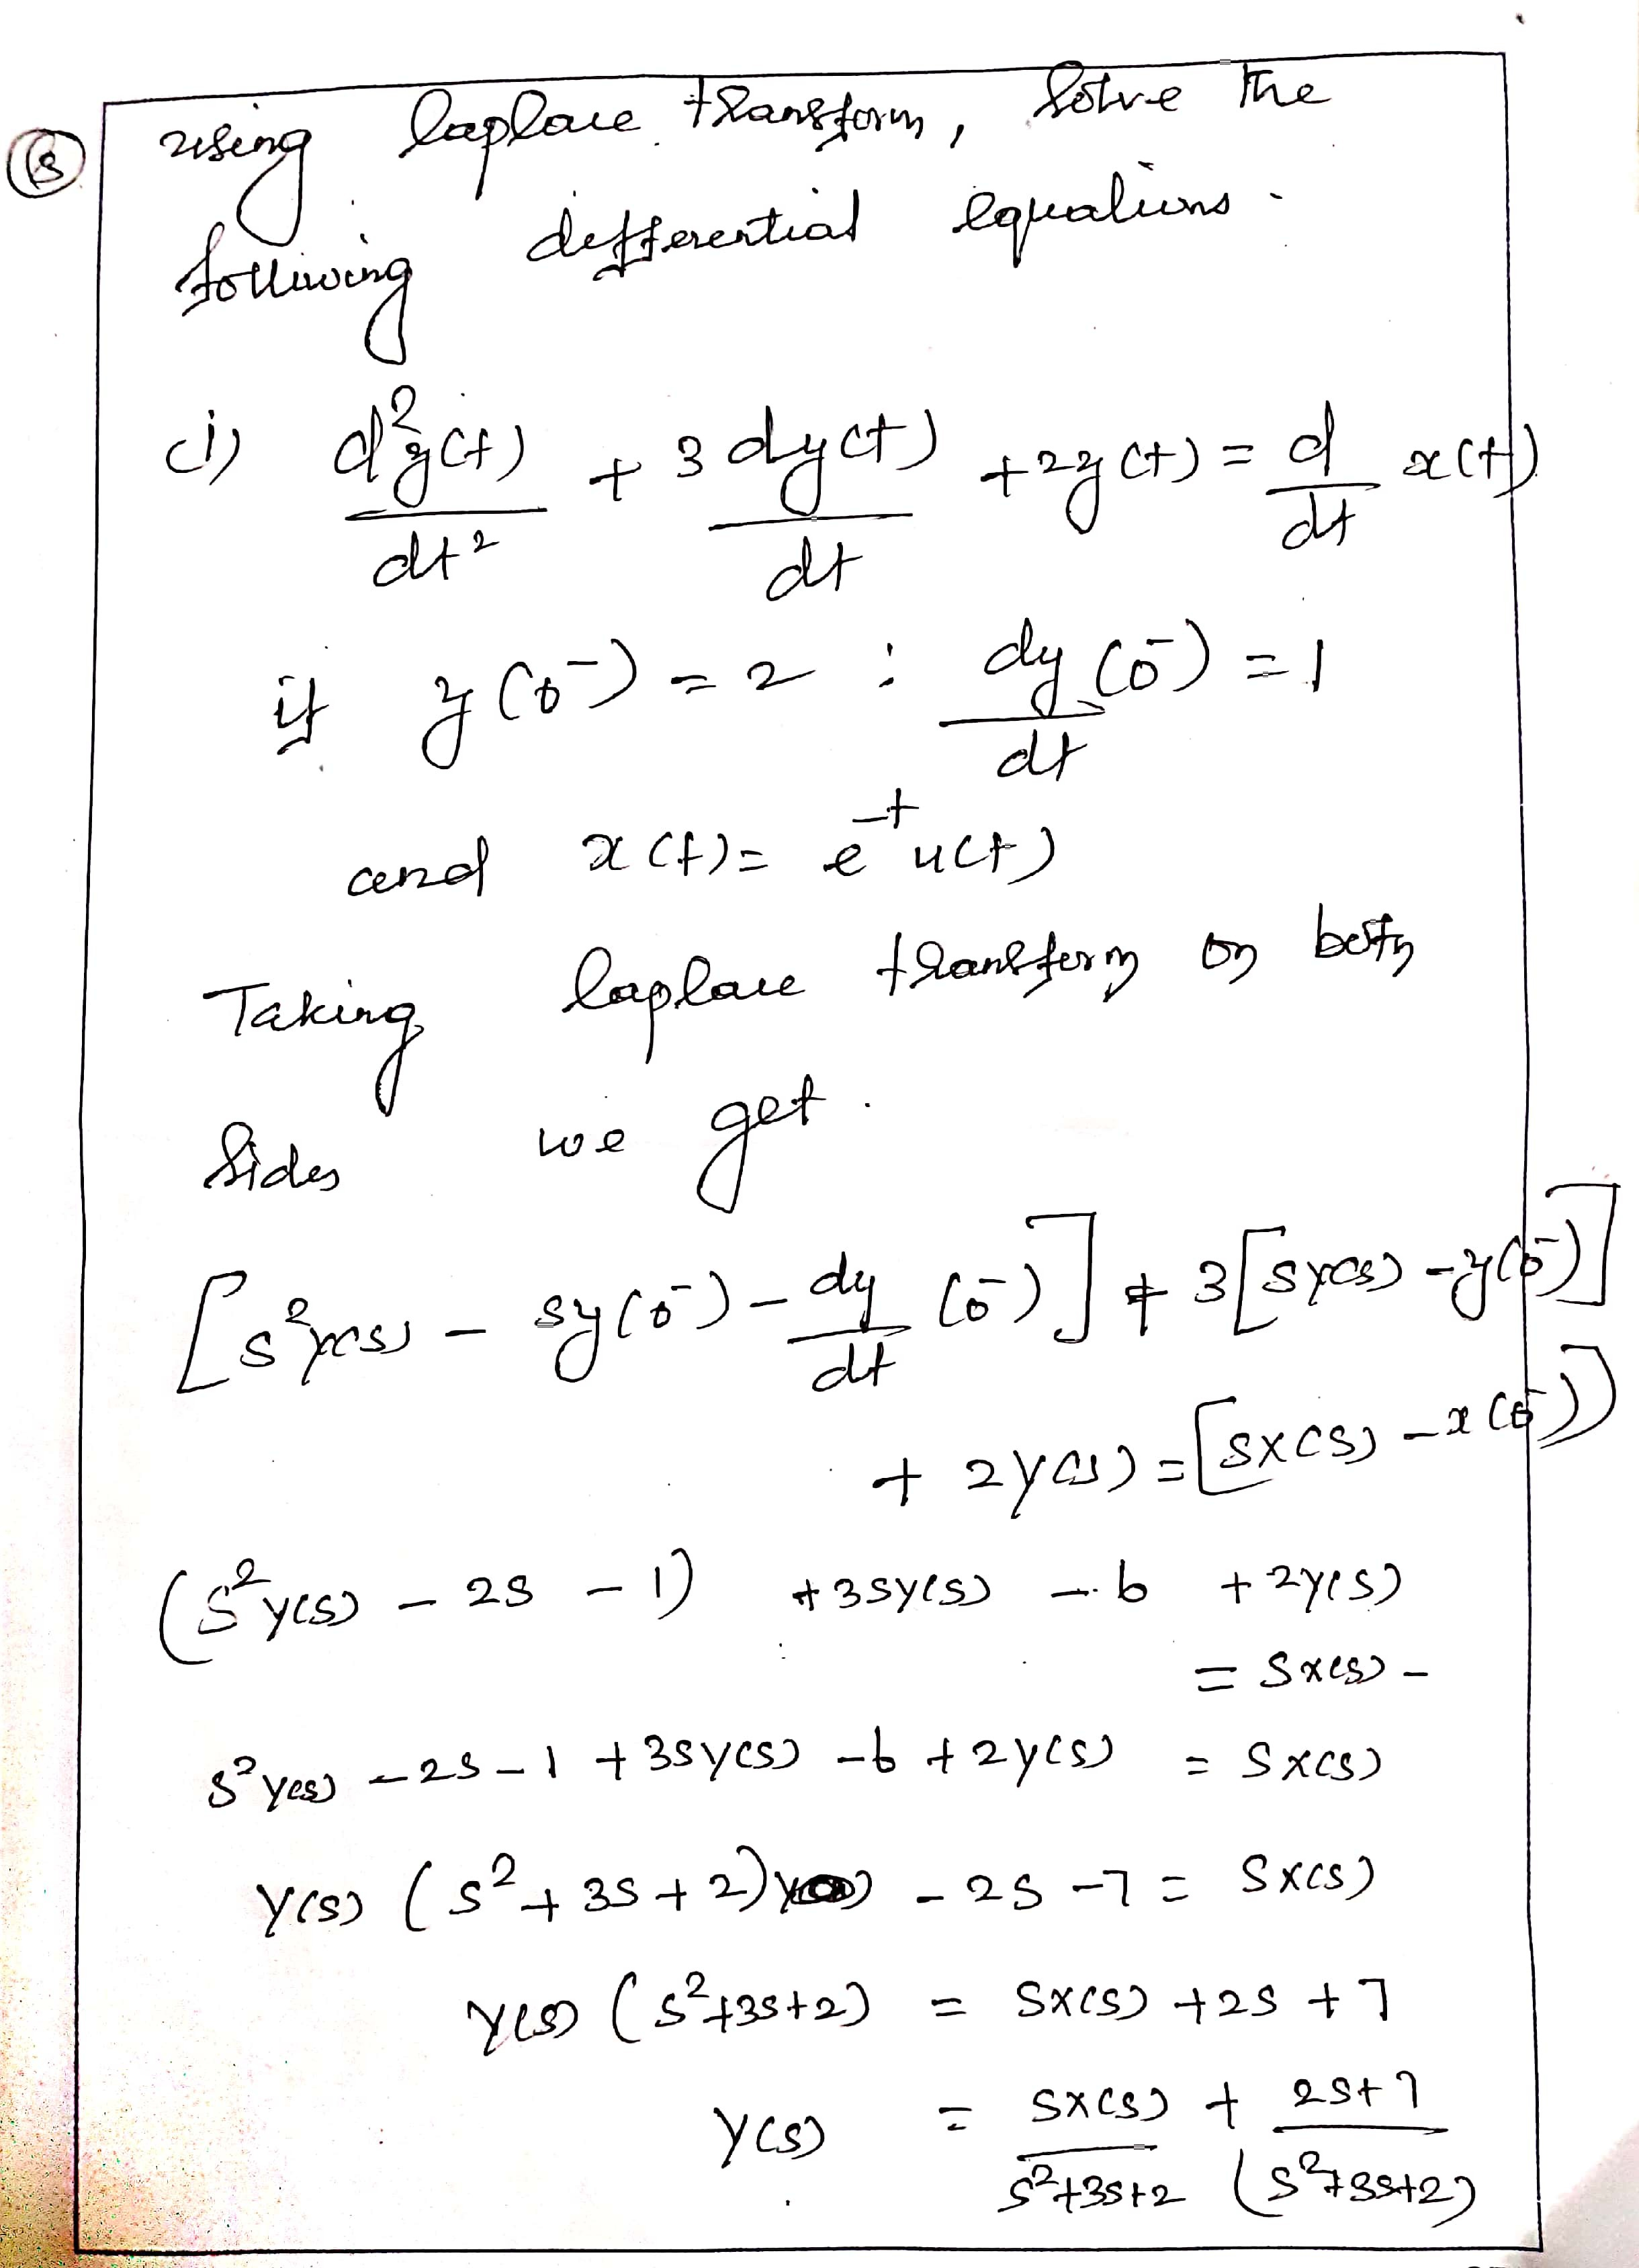 (8) using laplace transform, solve the
following differential equations.
(i) d²y(t)/dt² + 3 dy(t)/dt + 2y(t) = d/dt x(t)
if y(0⁻) = 2 : dy(0⁻)/dt = 1
and x(t) = e⁻ᵗ u(t)
Taking laplace transform on both
sides we get.
[s²Y(s) - sy(0⁻) - dy/dt (0⁻)] + 3[sY(s) - y(0⁻)]
+ 2Y(s) = [sX(s) - x(0⁻)]
(s²Y(s) - 2s - 1) + 3sY(s) - 6 + 2Y(s)
= sX(s) -
s²Y(s) - 2s - 1 + 3sY(s) - 6 + 2Y(s) = sX(s)
Y(s) (s² + 3s + 2) - 2s - 7 = sX(s)
Y(s) (s²+3s+2) = sX(s) + 2s + 7
Y(s) = sX(s)/s²+3s+2 + 2s+7/(s²+3s+2)